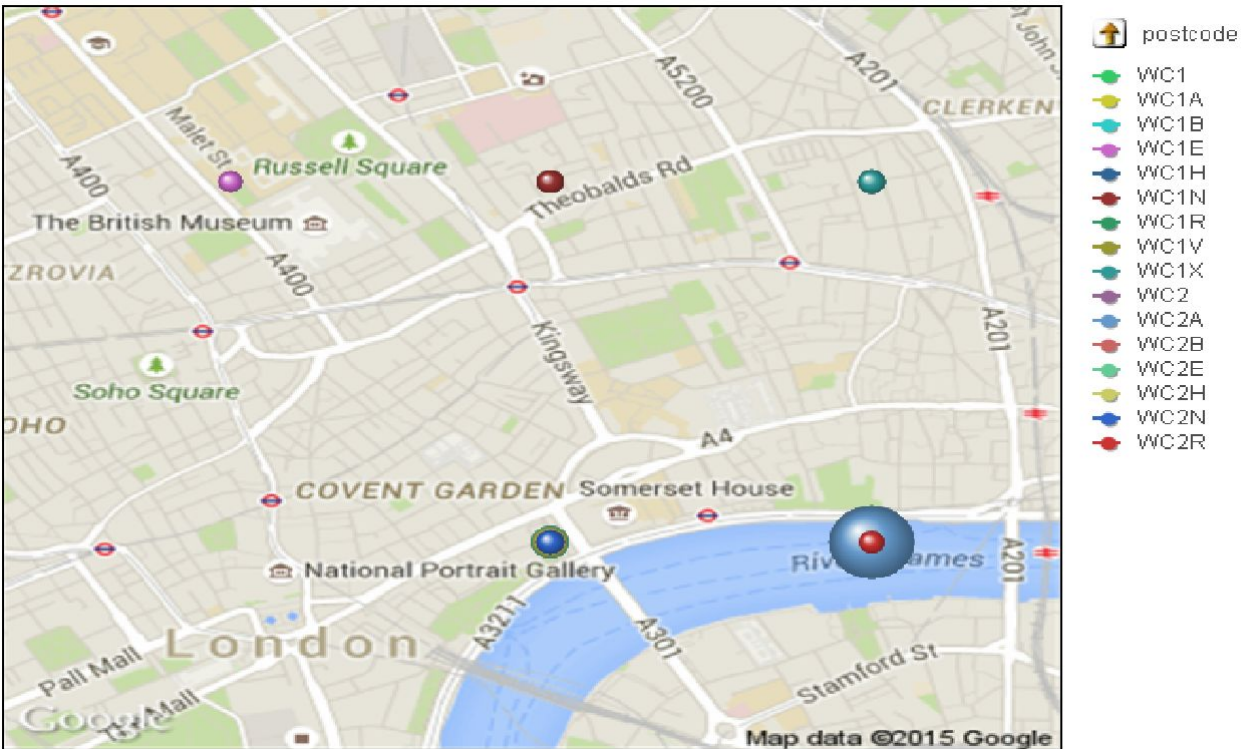 postcode
WC1
WC1A
WC1B
WC1E
WC1H
WC1N
WC1R
WC1V
WC1X
WC2
WC2A
WC2B
WC2E
WC2H
WC2N
WC2R
A5200
A201
CLERKEN
Malet St
Russell Square
A400
Theobalds Rd
The British Museum
ZROVIA
A400
A201
Kingsway
Soho Square
OHO
A4
COVENT GARDEN
Somerset House
National Portrait Gallery
A201
A3211
London
A301
Pall Mall
Stamford St
Google
Map data ©2015 Google